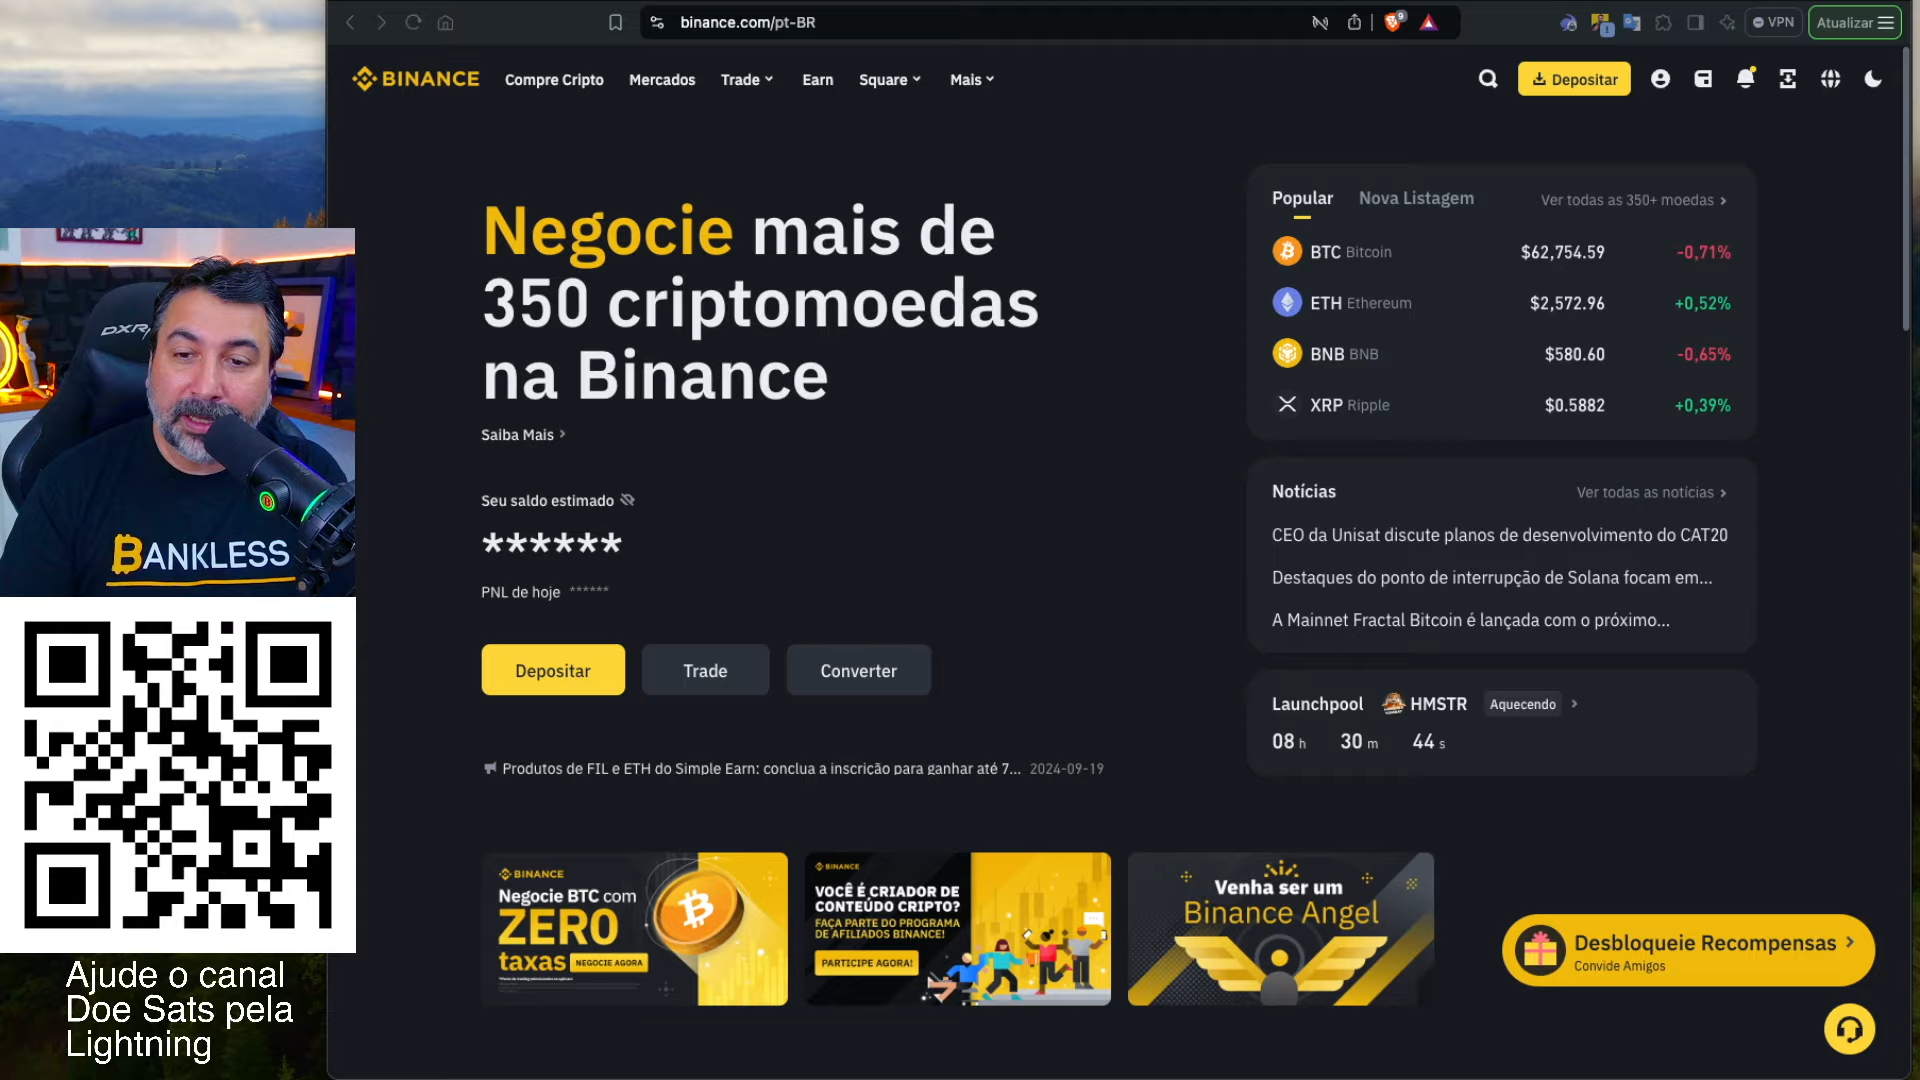 binance.com/pt-BR
9
1
VPN
Atualizar
BINANCE
Compre Cripto
Mercados
Trade
Earn
Square
Mais
Depositar
Negocie mais de
350 criptomoedas
na Binance
Saiba Mais
Seu saldo estimado
******
PNL de hoje ******
Depositar
Trade
Converter
Produtos de FIL e ETH do Simple Earn: conclua a inscrição para ganhar até 7... 2024-09-19
Popular
Nova Listagem
Ver todas as 350+ moedas
BTC Bitcoin $62,754.59 -0,71%
ETH Ethereum $2,572.96 +0,52%
BNB BNB $580.60 -0,65%
XRP Ripple $0.5882 +0,39%
Notícias
Ver todas as notícias
CEO da Unisat discute planos de desenvolvimento do CAT20
Destaques do ponto de interrupção de Solana focam em...
A Mainnet Fractal Bitcoin é lançada com o próximo...
Launchpool
HMSTR
Aquecendo
08 h 30 m 44 s
BINANCE
Negocie BTC com
ZERO
taxas
NEGOCIE AGORA
BINANCE
VOCÊ É CRIADOR DE
CONTEÚDO CRIPTO?
FAÇA PARTE DO PROGRAMA
DE AFILIADOS BINANCE!
PARTICIPE AGORA!
Venha ser um
Binance Angel
Desbloqueie Recompensas
Convide Amigos
DXR
BANKLESS
Ajude o canal
Doe Sats pela
Lightning